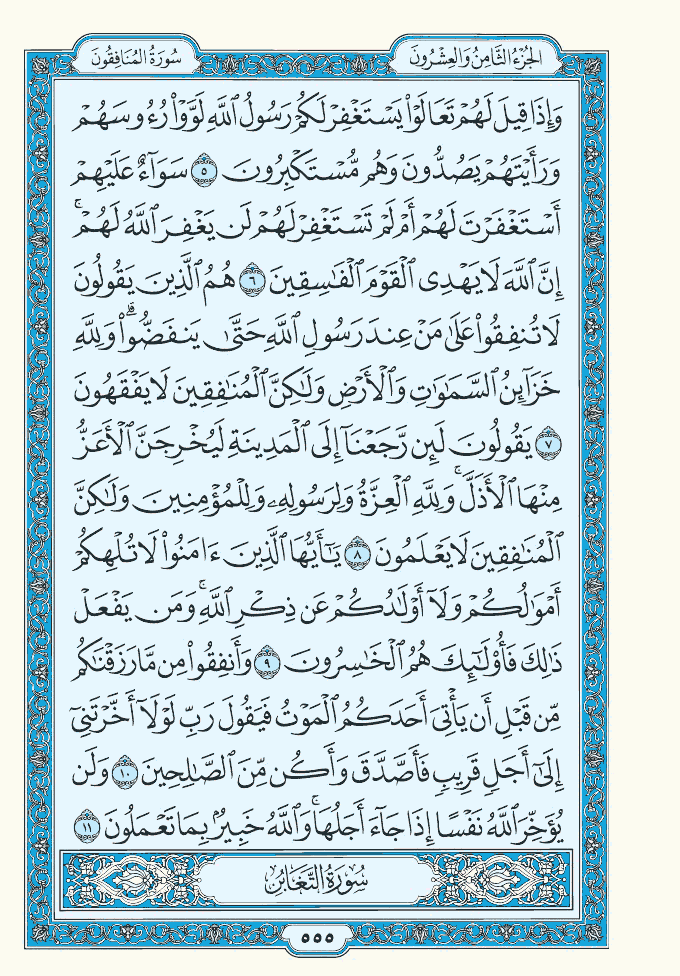 الجُزْءُ الثَّامِنُ وَالعِشْرُونَ
سُورَةُ المُنَافِقُونَ
وَإِذَا قِيلَ لَهُمْ تَعَالَوْا۟ يَسْتَغْفِرْ لَكُمْ رَسُولُ ٱللَّهِ لَوَّوْا۟ رُءُوسَهُمْ
وَرَأَيْتَهُمْ يَصُدُّونَ وَهُم مُّسْتَكْبِرُونَ ٥ سَوَآءٌ عَلَيْهِمْ
أَسْتَغْفَرْتَ لَهُمْ أَمْ لَمْ تَسْتَغْفِرْ لَهُمْ لَن يَغْفِرَ ٱللَّهُ لَهُمْ ۚ
إِنَّ ٱللَّهَ لَا يَهْدِى ٱلْقَوْمَ ٱلْفَٰسِقِينَ ٦ هُمُ ٱلَّذِينَ يَقُولُونَ
لَا تُنفِقُوا۟ عَلَىٰ مَنْ عِندَ رَسُولِ ٱللَّهِ حَتَّىٰ يَنفَضُّوا۟ ۗ وَلِلَّهِ
خَزَآئِنُ ٱلسَّمَٰوَٰتِ وَٱلْأَرْضِ وَلَٰكِنَّ ٱلْمُنَٰفِقِينَ لَا يَفْقَهُونَ
٧ يَقُولُونَ لَئِن رَّجَعْنَآ إِلَى ٱلْمَدِينَةِ لَيُخْرِجَنَّ ٱلْأَعَزُّ
مِنْهَا ٱلْأَذَلَّ ۚ وَلِلَّهِ ٱلْعِزَّةُ وَلِرَسُولِهِۦ وَلِلْمُؤْمِنِينَ وَلَٰكِنَّ
ٱلْمُنَٰفِقِينَ لَا يَعْلَمُونَ ٨ يَٰٓأَيُّهَا ٱلَّذِينَ ءَامَنُوا۟ لَا تُلْهِكُمْ
أَمْوَٰلُكُمْ وَلَآ أَوْلَٰدُكُمْ عَن ذِكْرِ ٱللَّهِ ۚ وَمَن يَفْعَلْ
ذَٰلِكَ فَأُو۟لَٰٓئِكَ هُمُ ٱلْخَٰسِرُونَ ٩ وَأَنفِقُوا۟ مِن مَّا رَزَقْنَٰكُم
مِّن قَبْلِ أَن يَأْتِىَ أَحَدَكُمُ ٱلْمَوْتُ فَيَقُولَ رَبِّ لَوْلَآ أَخَّرْتَنِىٓ
إِلَىٰٓ أَجَلٍ قَرِيبٍ فَأَصَّدَّقَ وَأَكُن مِّنَ ٱلصَّٰلِحِينَ ١٠ وَلَن
يُؤَخِّرَ ٱللَّهُ نَفْسًا إِذَا جَآءَ أَجَلُهَا ۚ وَٱللَّهُ خَبِيرٌۢ بِمَا تَعْمَلُونَ ١١
سُورَةُ التَّغَابُنِ
٥٥٥